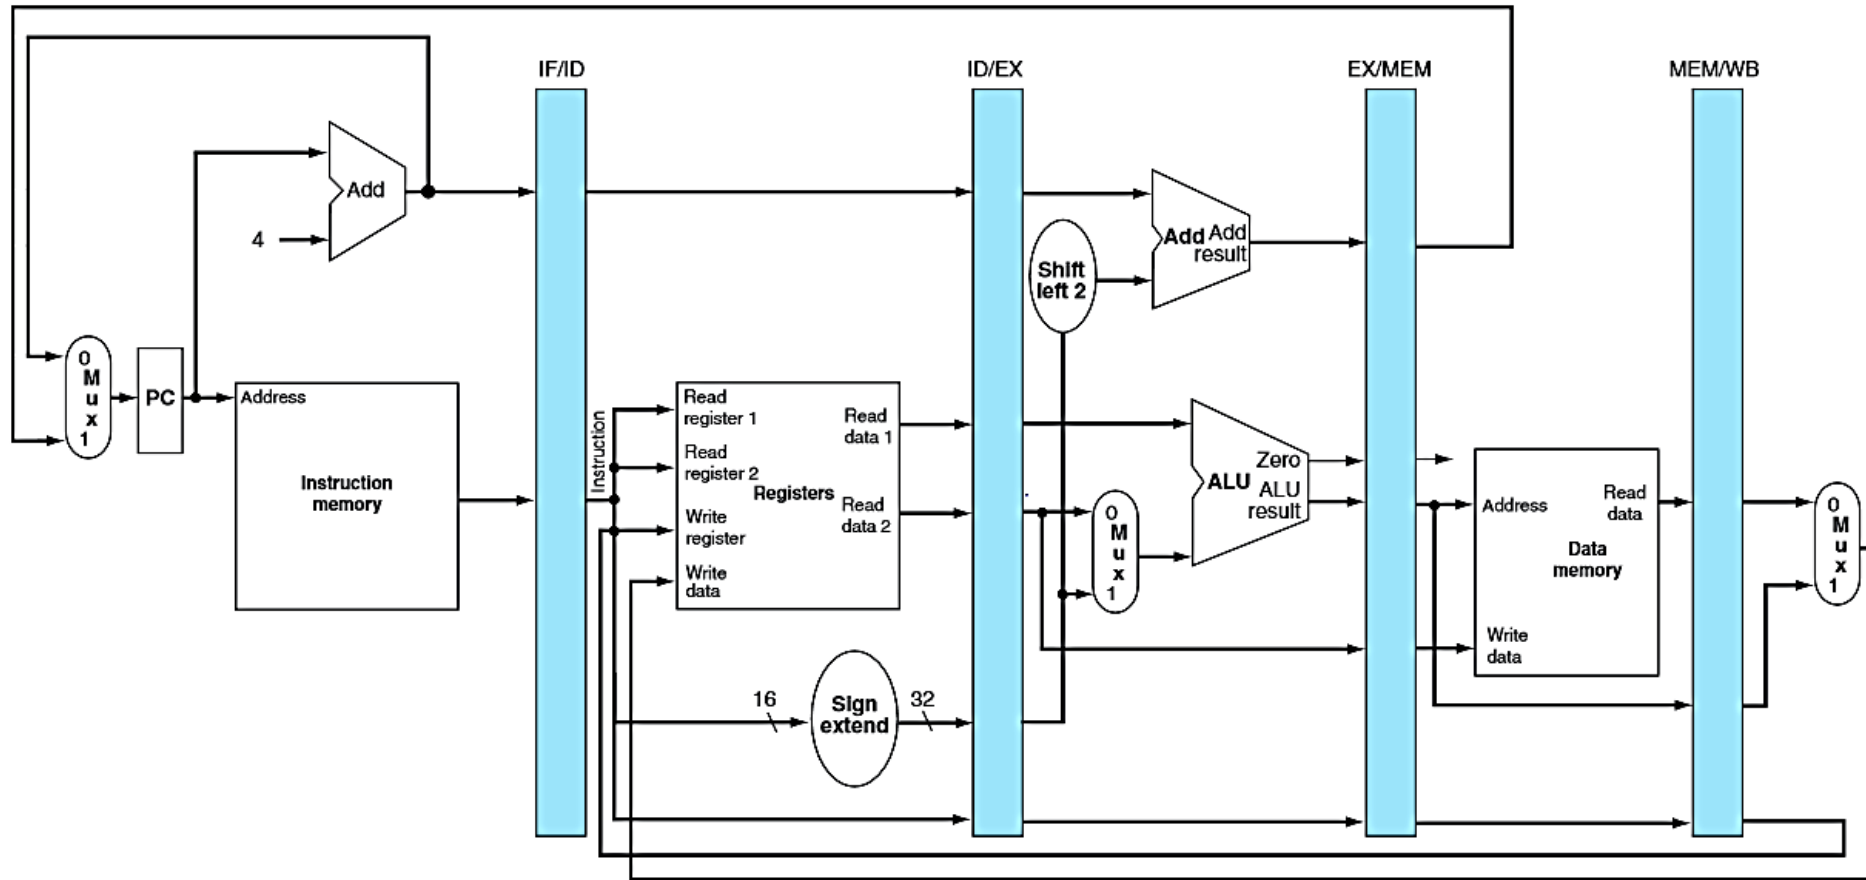 IF/ID
ID/EX
EX/MEM
MEM/WB
Add
4
Add Add
result
Shift
left 2
0
M
u
x
1
PC
Address
Instruction
memory
Instruction
Read
register 1
Read
register 2
Write
register
Write
data
Registers
Read
data 1
Read
data 2
16
Sign
extend
32
0
M
u
x
1
Zero
ALU
ALU
result
Address
Read
data
Data
memory
Write
data
0
M
u
x
1